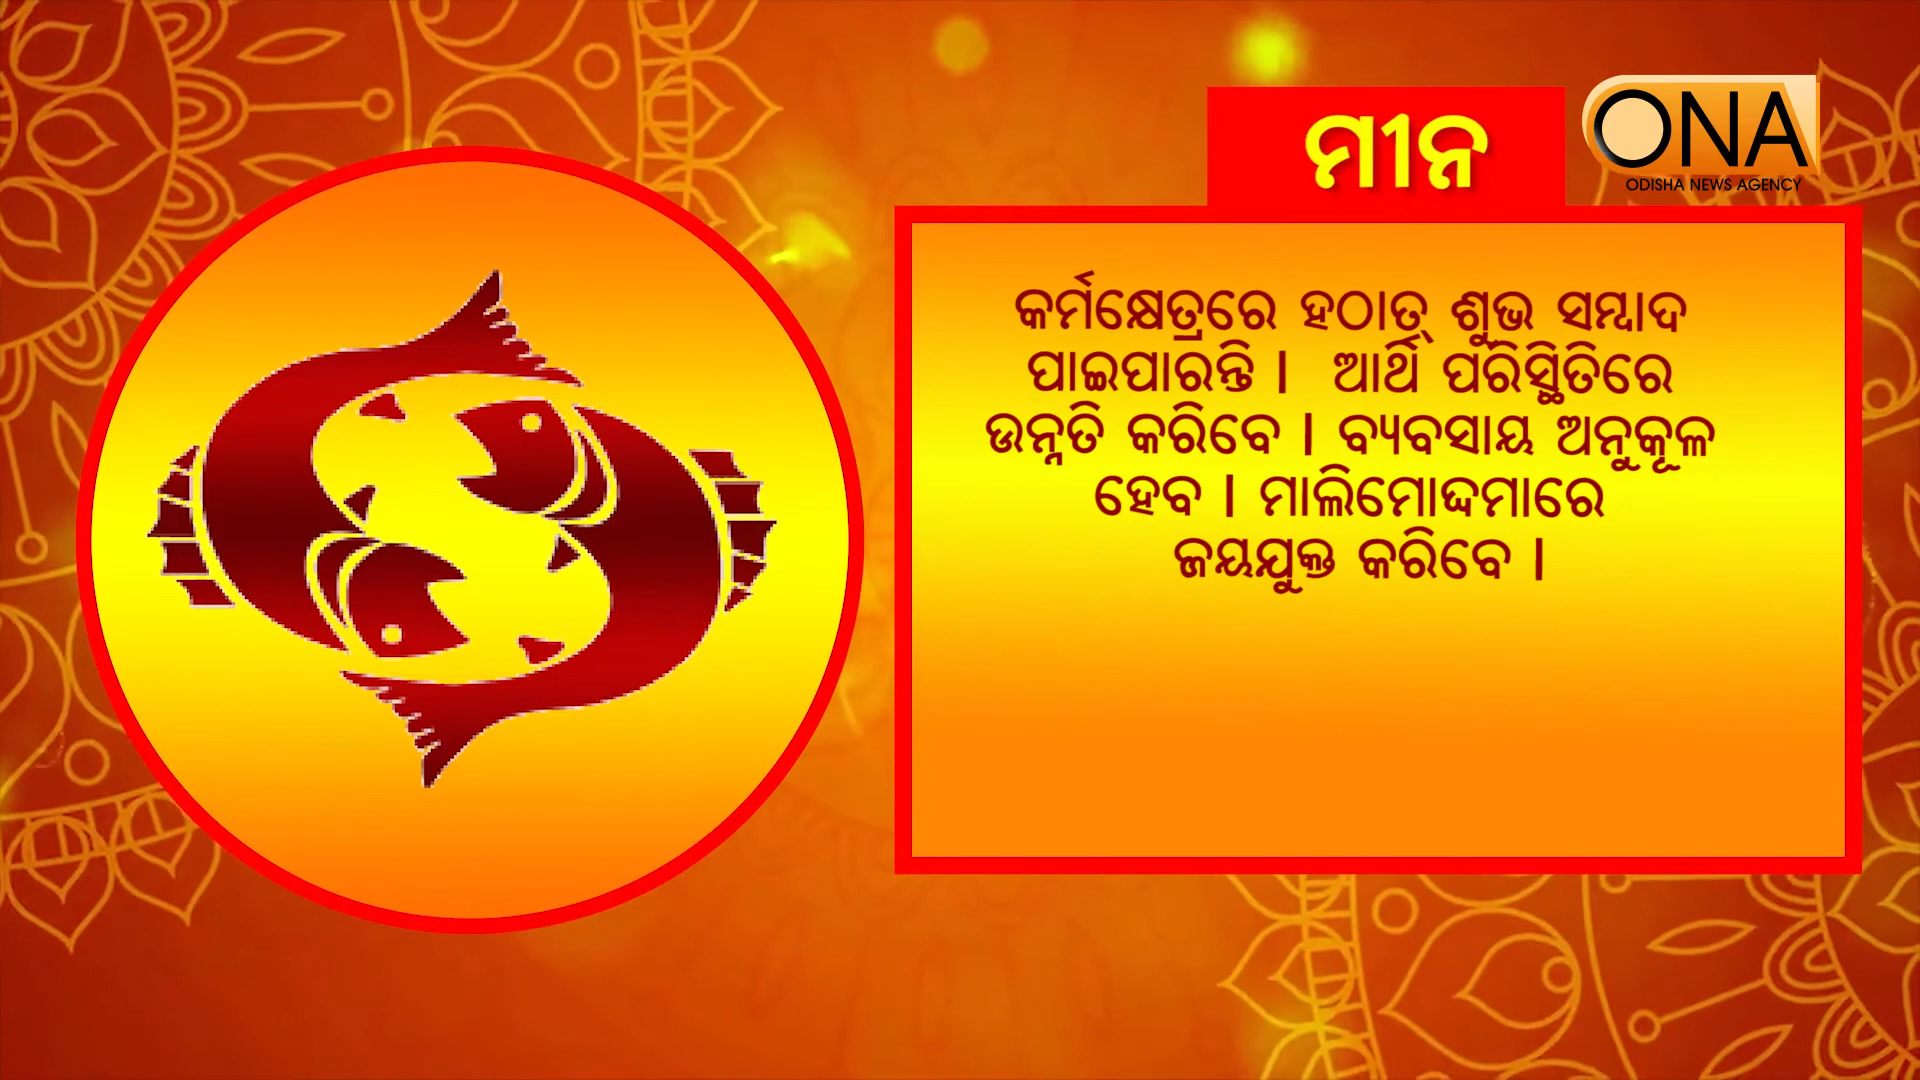 ମୀନ
ONA
ODISHA NEWS AGENCY
କର୍ମକ୍ଷେତ୍ରରେ ହଠାତ୍ ଶୁଭ ସମ୍ବାଦ
ପାଇପାରନ୍ତି ।  ଆର୍ଥି ପରିସ୍ଥିତିରେ
ଉନ୍ନତି କରିବେ । ବ୍ୟବସାୟ ଅନୁକୂଳ
ହେବ । ମାଲିମୋଦ୍ଦମାରେ
ଜୟଯୁକ୍ତ କରିବେ ।